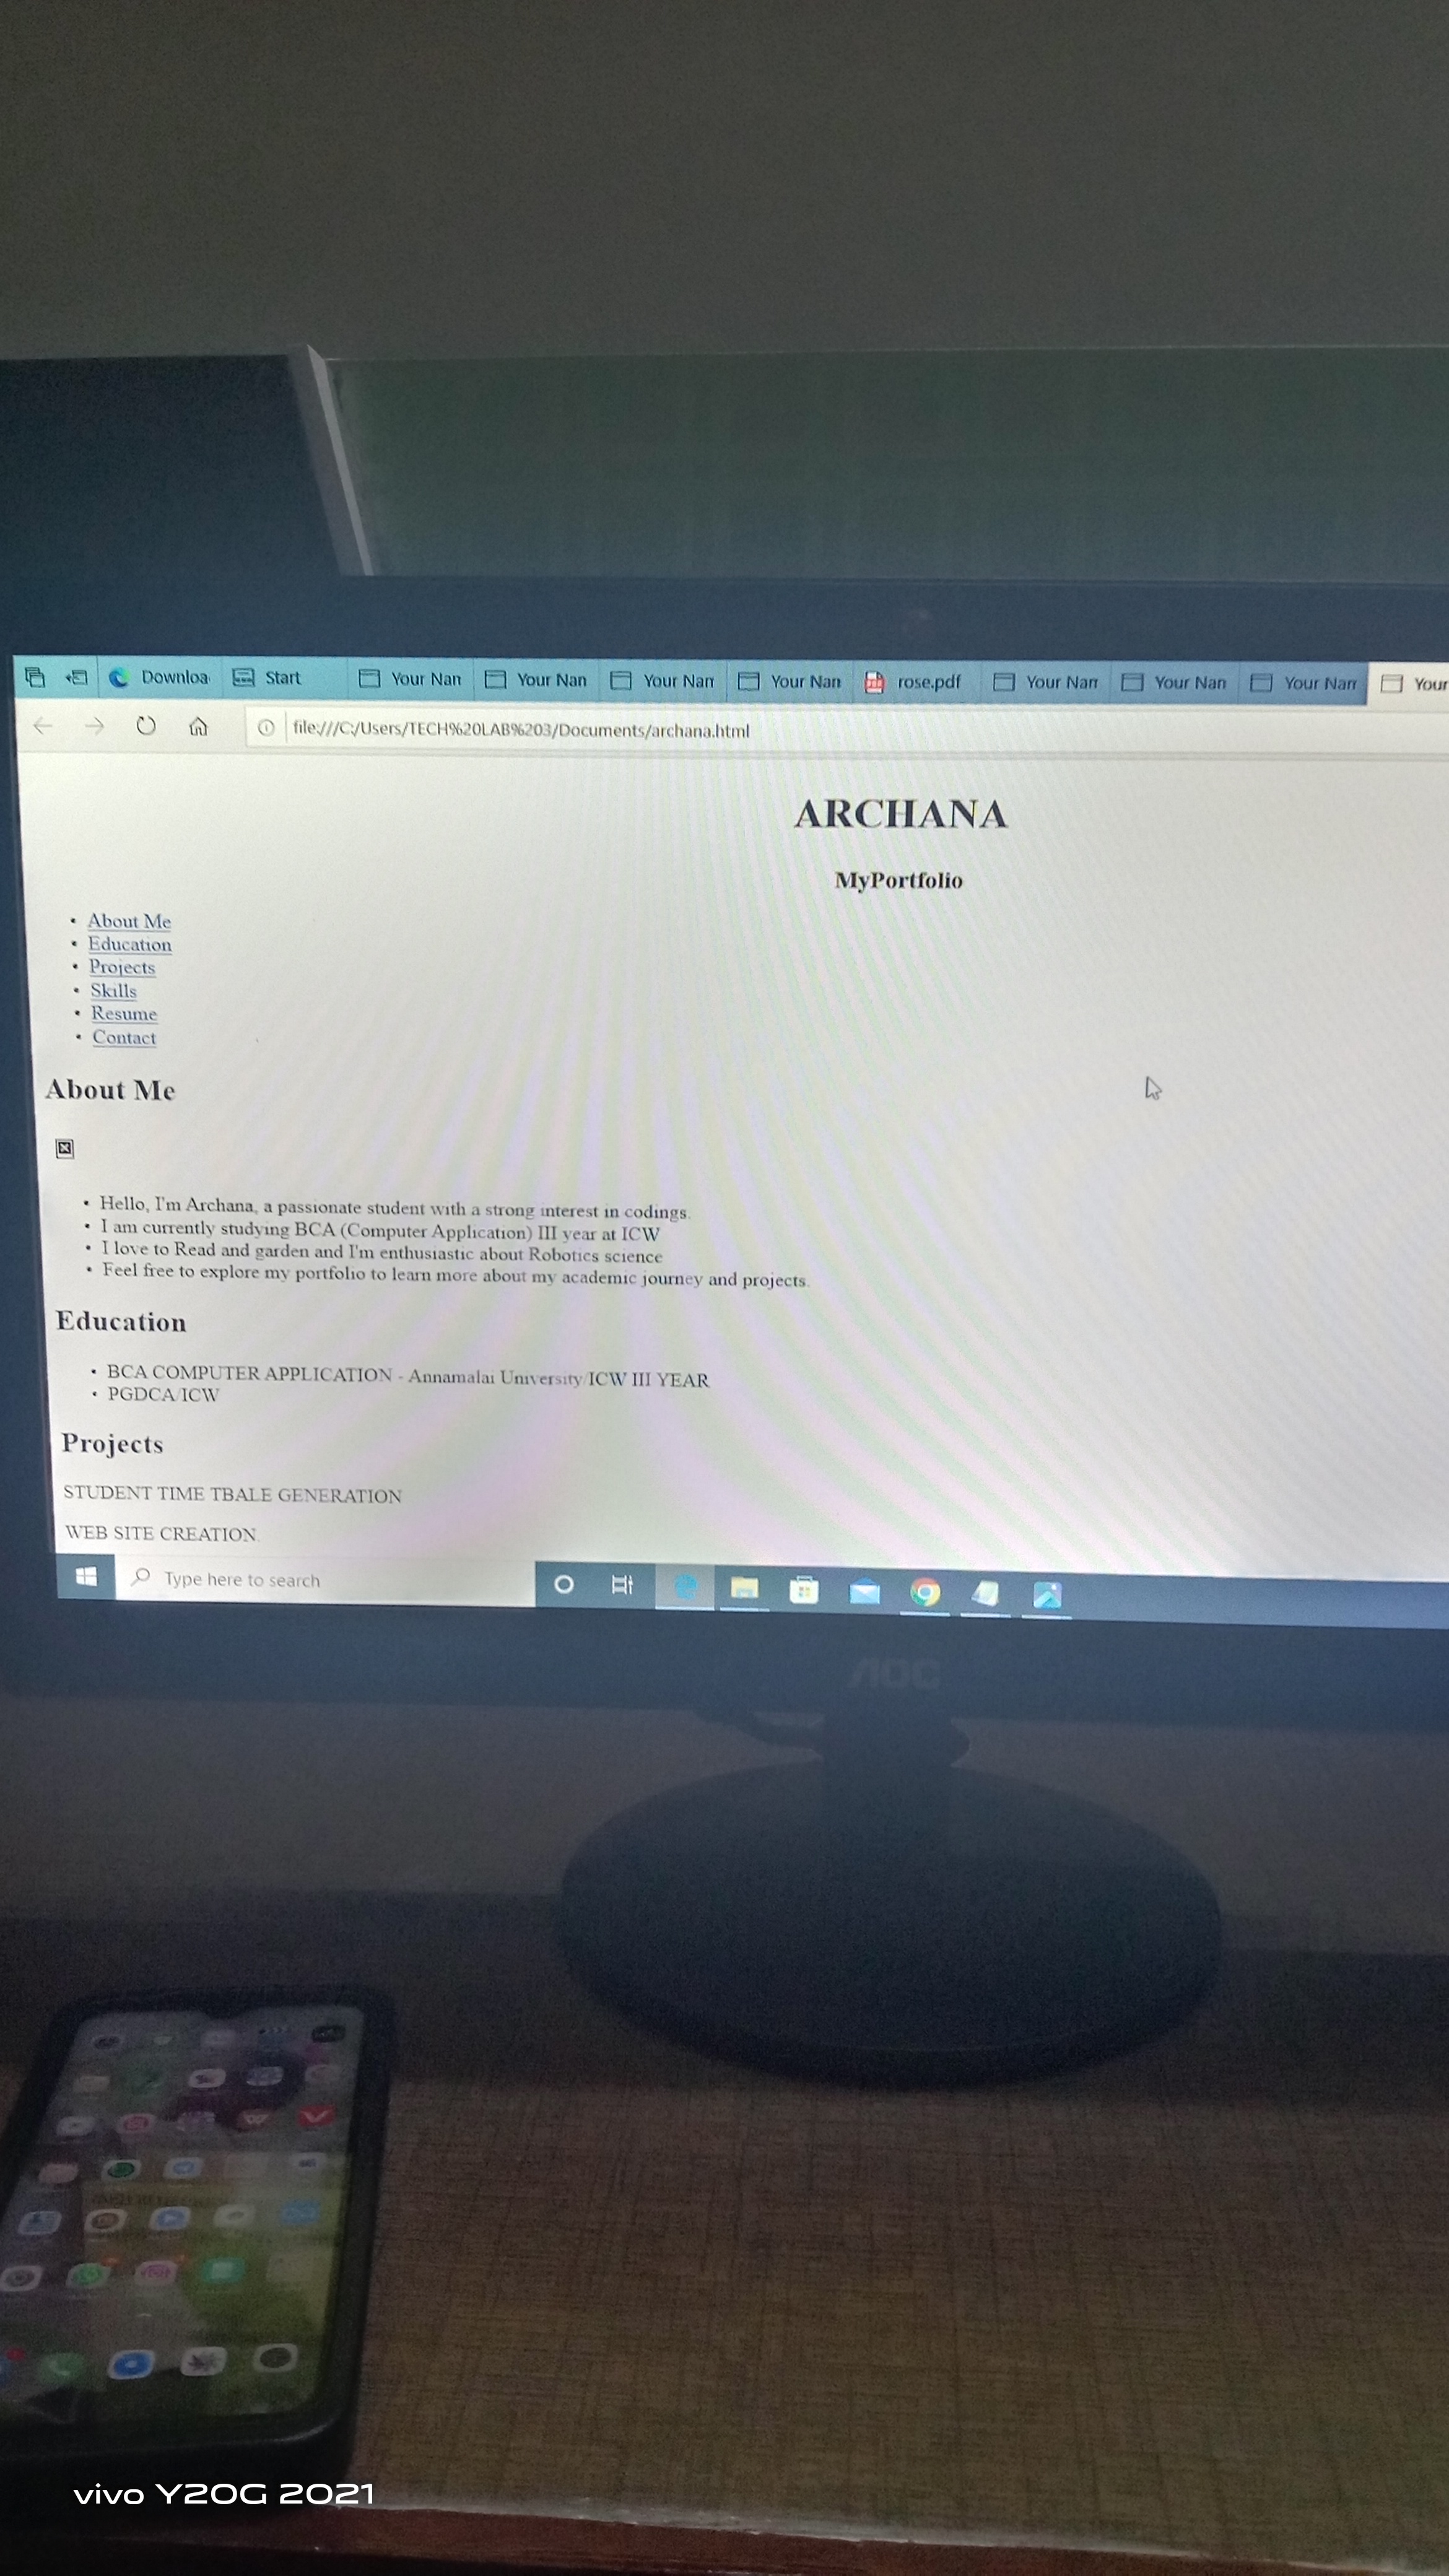 Downloa Start Your Nan Your Nan Your Nan Your Nan rose.pdf Your Nan Your Nan Your Nan Your
file:///C:/Users/TECH%20LAB%203/Documents/archana.html
ARCHANA
MyPortfolio
• About Me
• Education
• Projects
• Skills
• Resume
• Contact
About Me
• Hello, I'm Archana, a passionate student with a strong interest in codings.
• I am currently studying BCA (Computer Application) III year at ICW
• I love to Read and garden and I'm enthusiastic about Robotics science
• Feel free to explore my portfolio to learn more about my academic journey and projects.
Education
• BCA COMPUTER APPLICATION - Annamalai University/ICW III YEAR
• PGDCA/ICW
Projects
STUDENT TIME TBALE GENERATION
WEB SITE CREATION
Type here to search
AOC
vivo Y20G 2021